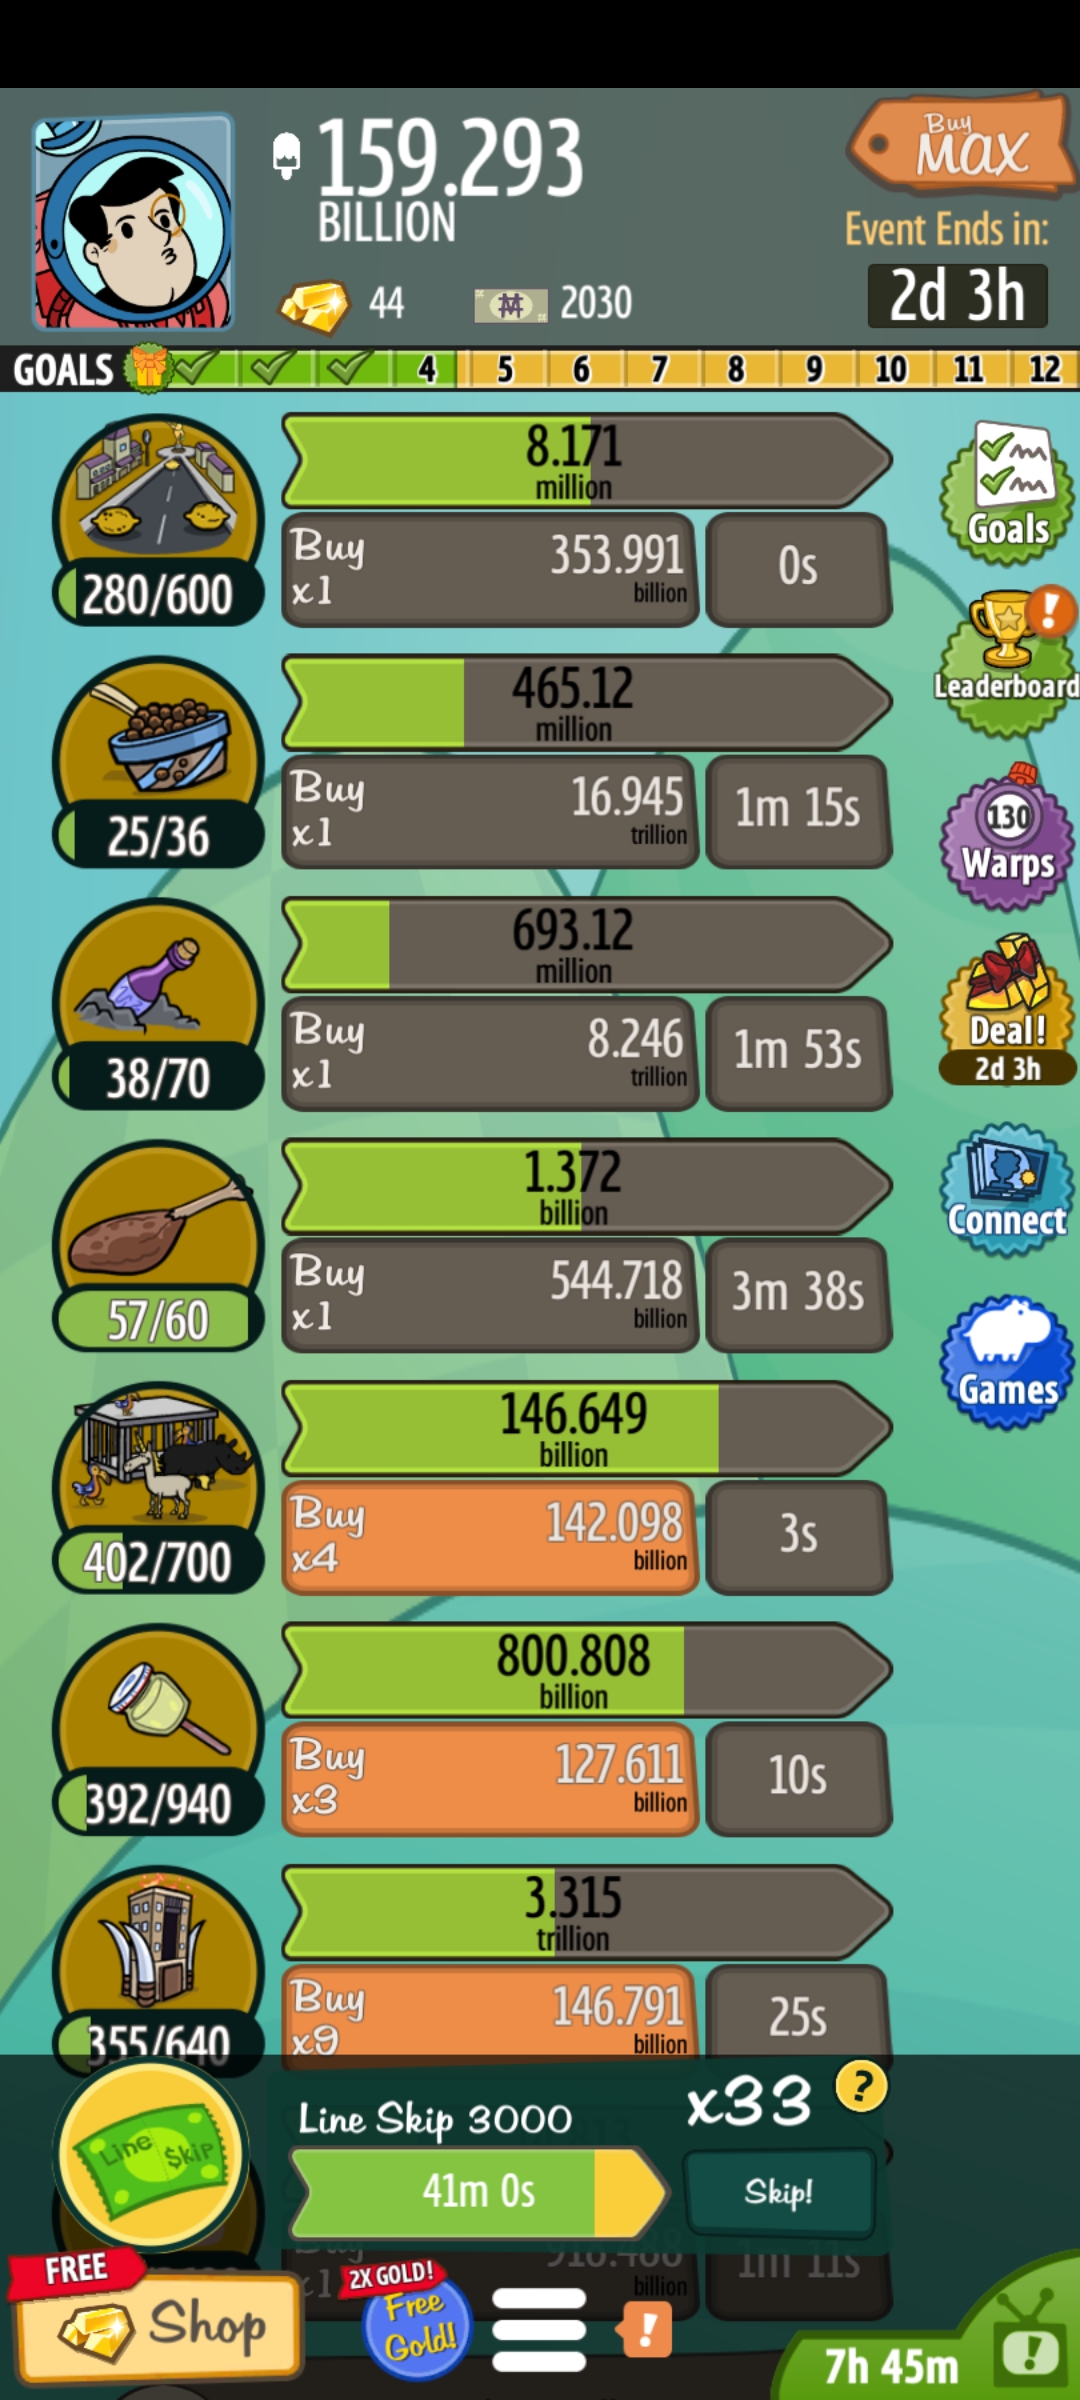 159.293
BILLION
Buy
MAX
Event Ends in:
2d 3h
44
2030
GOALS 4 5 6 7 8 9 10 11 12
8.171
million
280/600
Buy
x1
353.991
billion
0s
Goals
465.12
million
25/36
Buy
x1
16.945
trillion
1m 15s
Leaderboard
693.12
million
38/70
Buy
x1
8.246
trillion
1m 53s
130
Warps
1.372
billion
57/60
Buy
x1
544.718
billion
3m 38s
Deal!
2d 3h
146.649
billion
402/700
Buy
x4
142.098
billion
3s
Connect
800.808
billion
392/940
Buy
x3
127.611
billion
10s
Games
3.315
trillion
355/640
Buy
x9
146.791
billion
25s
Line Skip
Line Skip 3000
x33
?
41m 0s
Skip!
Buy
x1
billion
1m 11s
FREE
Shop
2X GOLD!
Free
Gold!
!
7h 45m
!